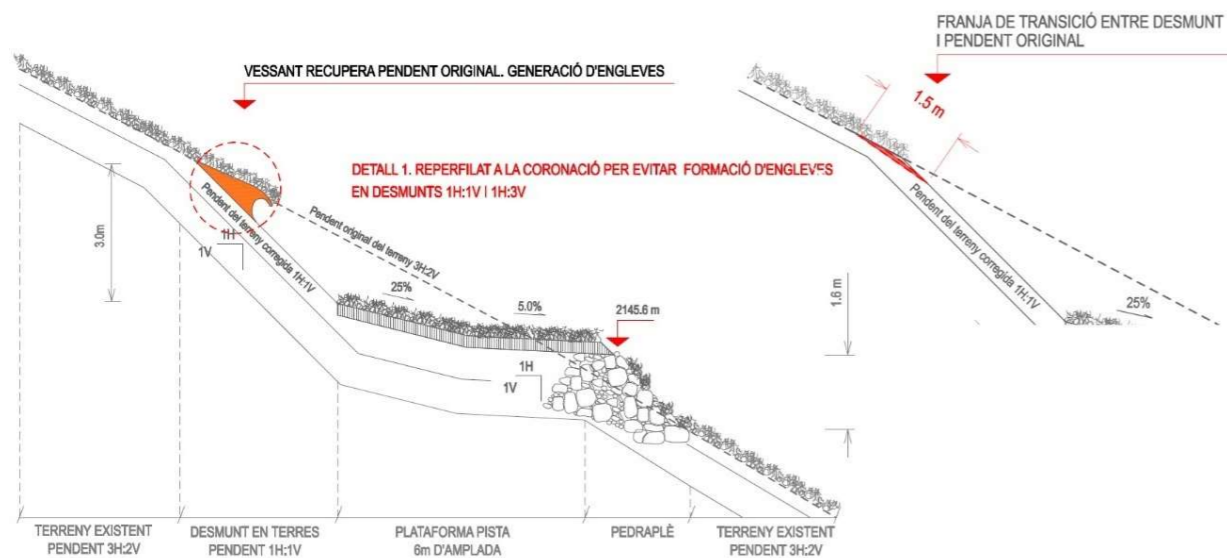 FRANJA DE TRANSICIÓ ENTRE DESMUNT
I PENDENT ORIGINAL
VESSANT RECUPERA PENDENT ORIGINAL. GENERACIÓ D'ENGLEVES
1.5 m
DETALL 1. REPERFILAT A LA CORONACIÓ PER EVITAR FORMACIÓ D'ENGLEVES
EN DESMUNTS 1H:1V I 1H:3V
Pendent del terreny corregida 1H:1V
Pendent original del terreny 3H:2V
Pendent del terreny corregida 1H:1V
3.0m
1H
1V
25%
5.0%
2145.6 m
1.6 m
25%
1H
1V
TERRENY EXISTENT
PENDENT 3H:2V
DESMUNT EN TERRES
PENDENT 1H:1V
PLATAFORMA PISTA
6m D'AMPLADA
PEDRAPLÈ
TERRENY EXISTENT
PENDENT 3H:2V